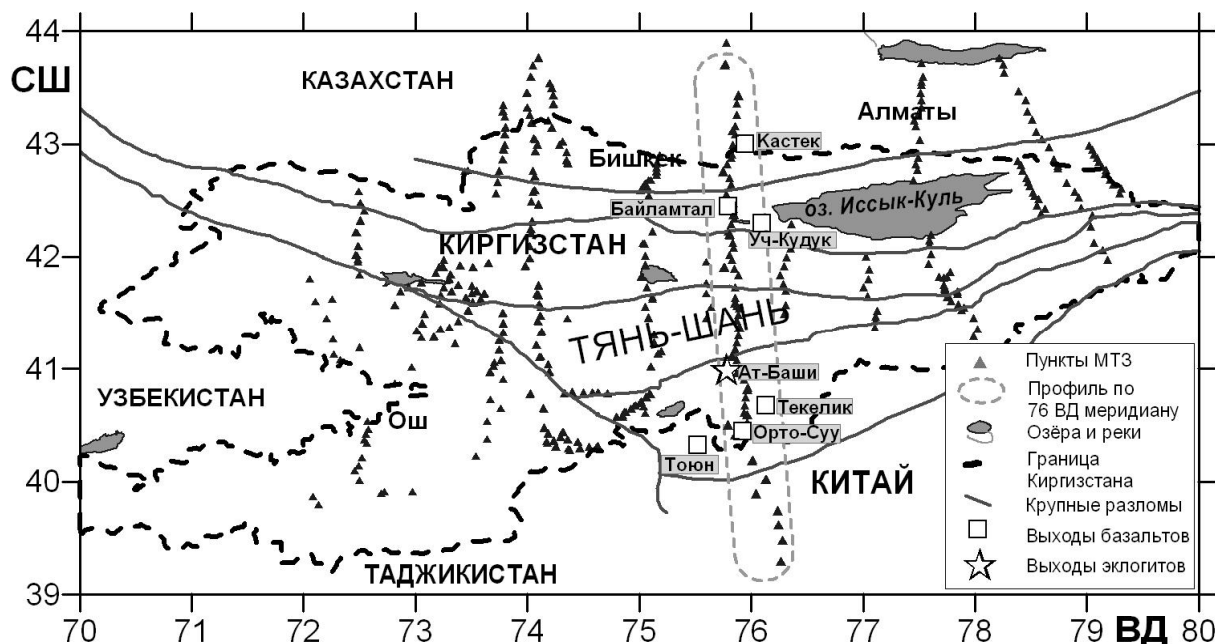 44
СШ
КАЗАХСТАН
Алматы
43
Кастек
Бишкек
Байламтал
оз. Иссык-Куль
Уч-Кудук
КИРГИЗСТАН
42
ТЯНЬ-ШАНЬ
41
Ат-Баши
УЗБЕКИСТАН
Текелик
Ош
Орто-Суу
Тоюн
40
КИТАЙ
ТАДЖИКИСТАН
39
70 71 72 73 74 75 76 77 78 79 ВД 80
Пункты МТЗ
Профиль по
76 ВД меридиану
Озёра и реки
Граница
Киргизстана
Крупные разломы
Выходы базальтов
Выходы эклогитов